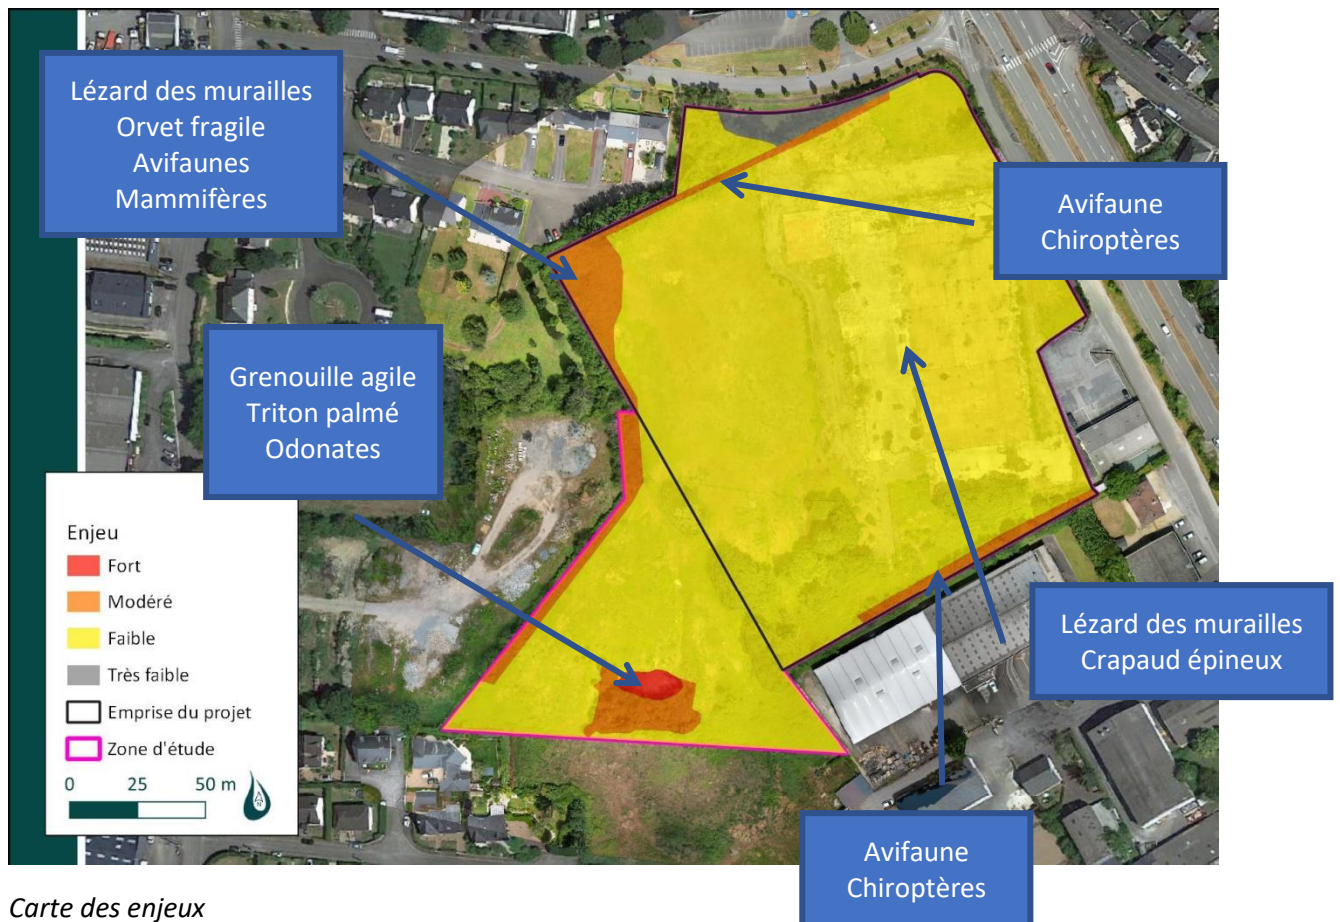 Lézard des murailles
Orvet fragile
Avifaunes
Mammifères
Avifaune
Chiroptères
Grenouille agile
Triton palmé
Odonates
Enjeu
Fort
Modéré
Faible
Très faible
Emprise du projet
Zone d'étude
0 25 50 m
N
Lézard des murailles
Crapaud épineux
Avifaune
Chiroptères
Carte des enjeux